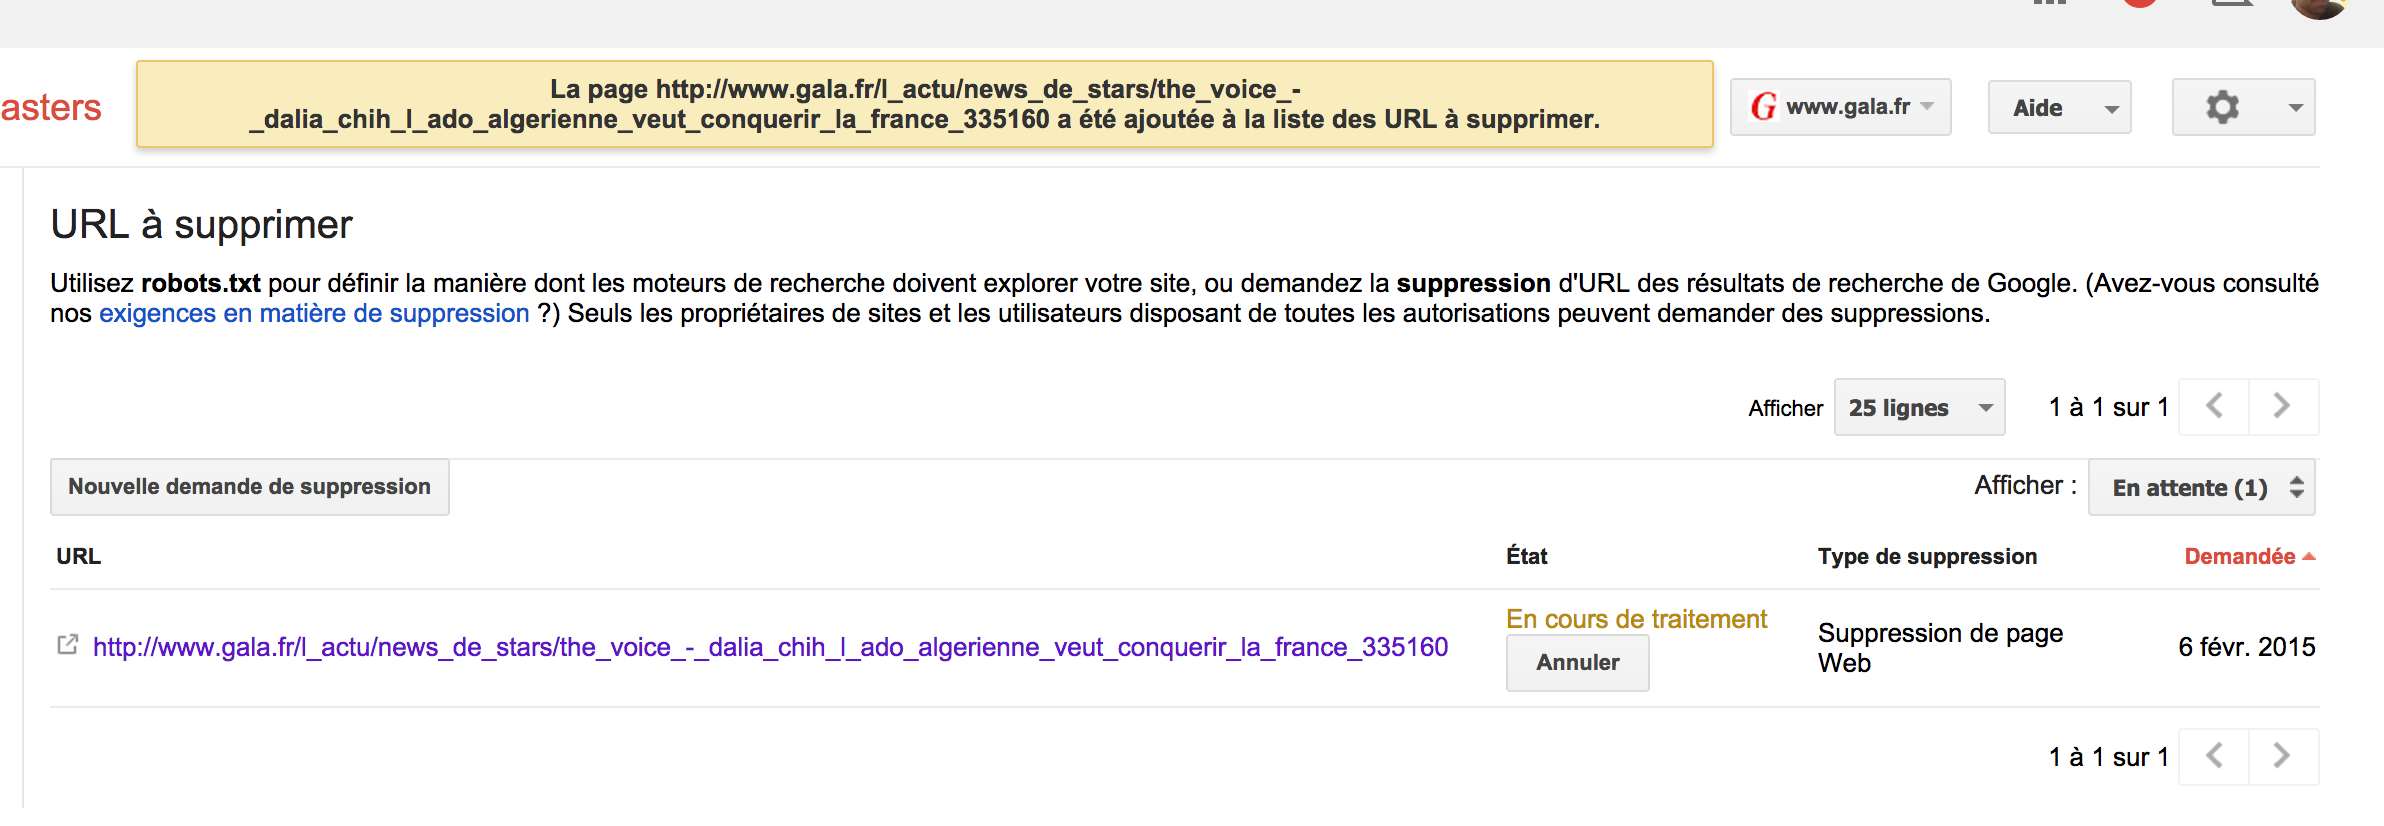 La page http://www.gala.fr/l_actu/news_de_stars/the_voice_-
asters
_dalia_chih_l_ado_algerienne_veut_conquerir_la_france_335160 a été ajoutée à la liste des URL à supprimer.
G www.gala.fr
Aide
URL à supprimer
Utilisez robots.txt pour définir la manière dont les moteurs de recherche doivent explorer votre site, ou demandez la suppression d'URL des résultats de recherche de Google. (Avez-vous consulté
nos exigences en matière de suppression ?) Seuls les propriétaires de sites et les utilisateurs disposant de toutes les autorisations peuvent demander des suppressions.
Afficher 25 lignes 1 à 1 sur 1
Nouvelle demande de suppression
Afficher : En attente (1)
URL État Type de suppression Demandée
http://www.gala.fr/l_actu/news_de_stars/the_voice_-_dalia_chih_l_ado_algerienne_veut_conquerir_la_france_335160
En cours de traitement
Annuler
Suppression de page
Web
6 févr. 2015
1 à 1 sur 1